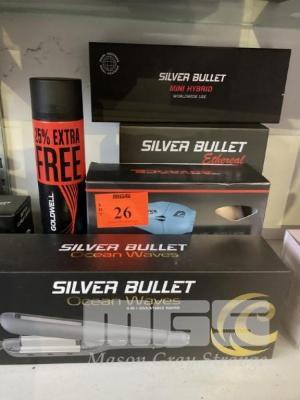 SILVER BULLET
MINI HYBRID
WORLDWIDE USE
25% EXTRA
FREE
GOLDWELL
SILVER BULLET
Ethereal
26
SILVER BULLET
Ocean Waves
SILVER BULLET
Ocean Waves
MGS
Mason Gray Strange